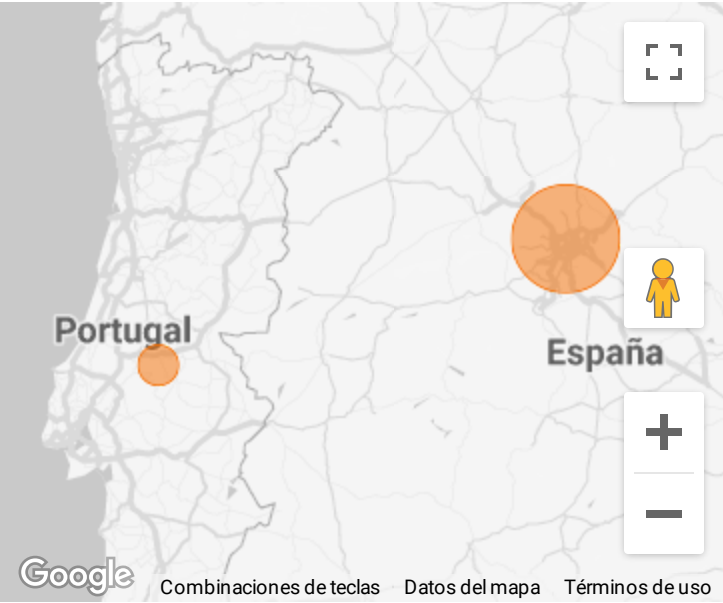 Portugal
España
Google
Combinaciones de teclas
Datos del mapa
Términos de uso